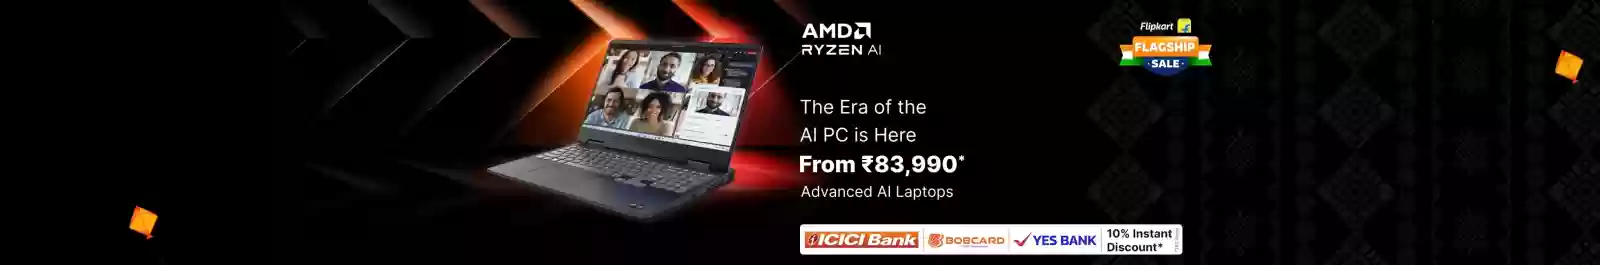 AMD
RYZEN AI
Flipkart
FLAGSHIP
SALE
The Era of the
AI PC is Here
From ₹83,990*
Advanced AI Laptops
ICICI Bank
BOBCARD
YES BANK
10% Instant
Discount*